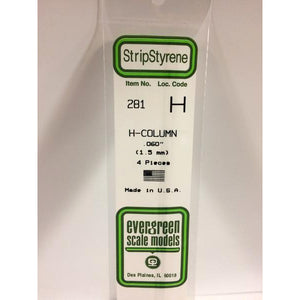 StripStyrene
Item No. Loc. Code
281 H
H-COLUMN
.060"
(1.5 mm)
4 Pieces
Made in U.S.A.
evergreen
scale models
Des Plaines, IL 60018